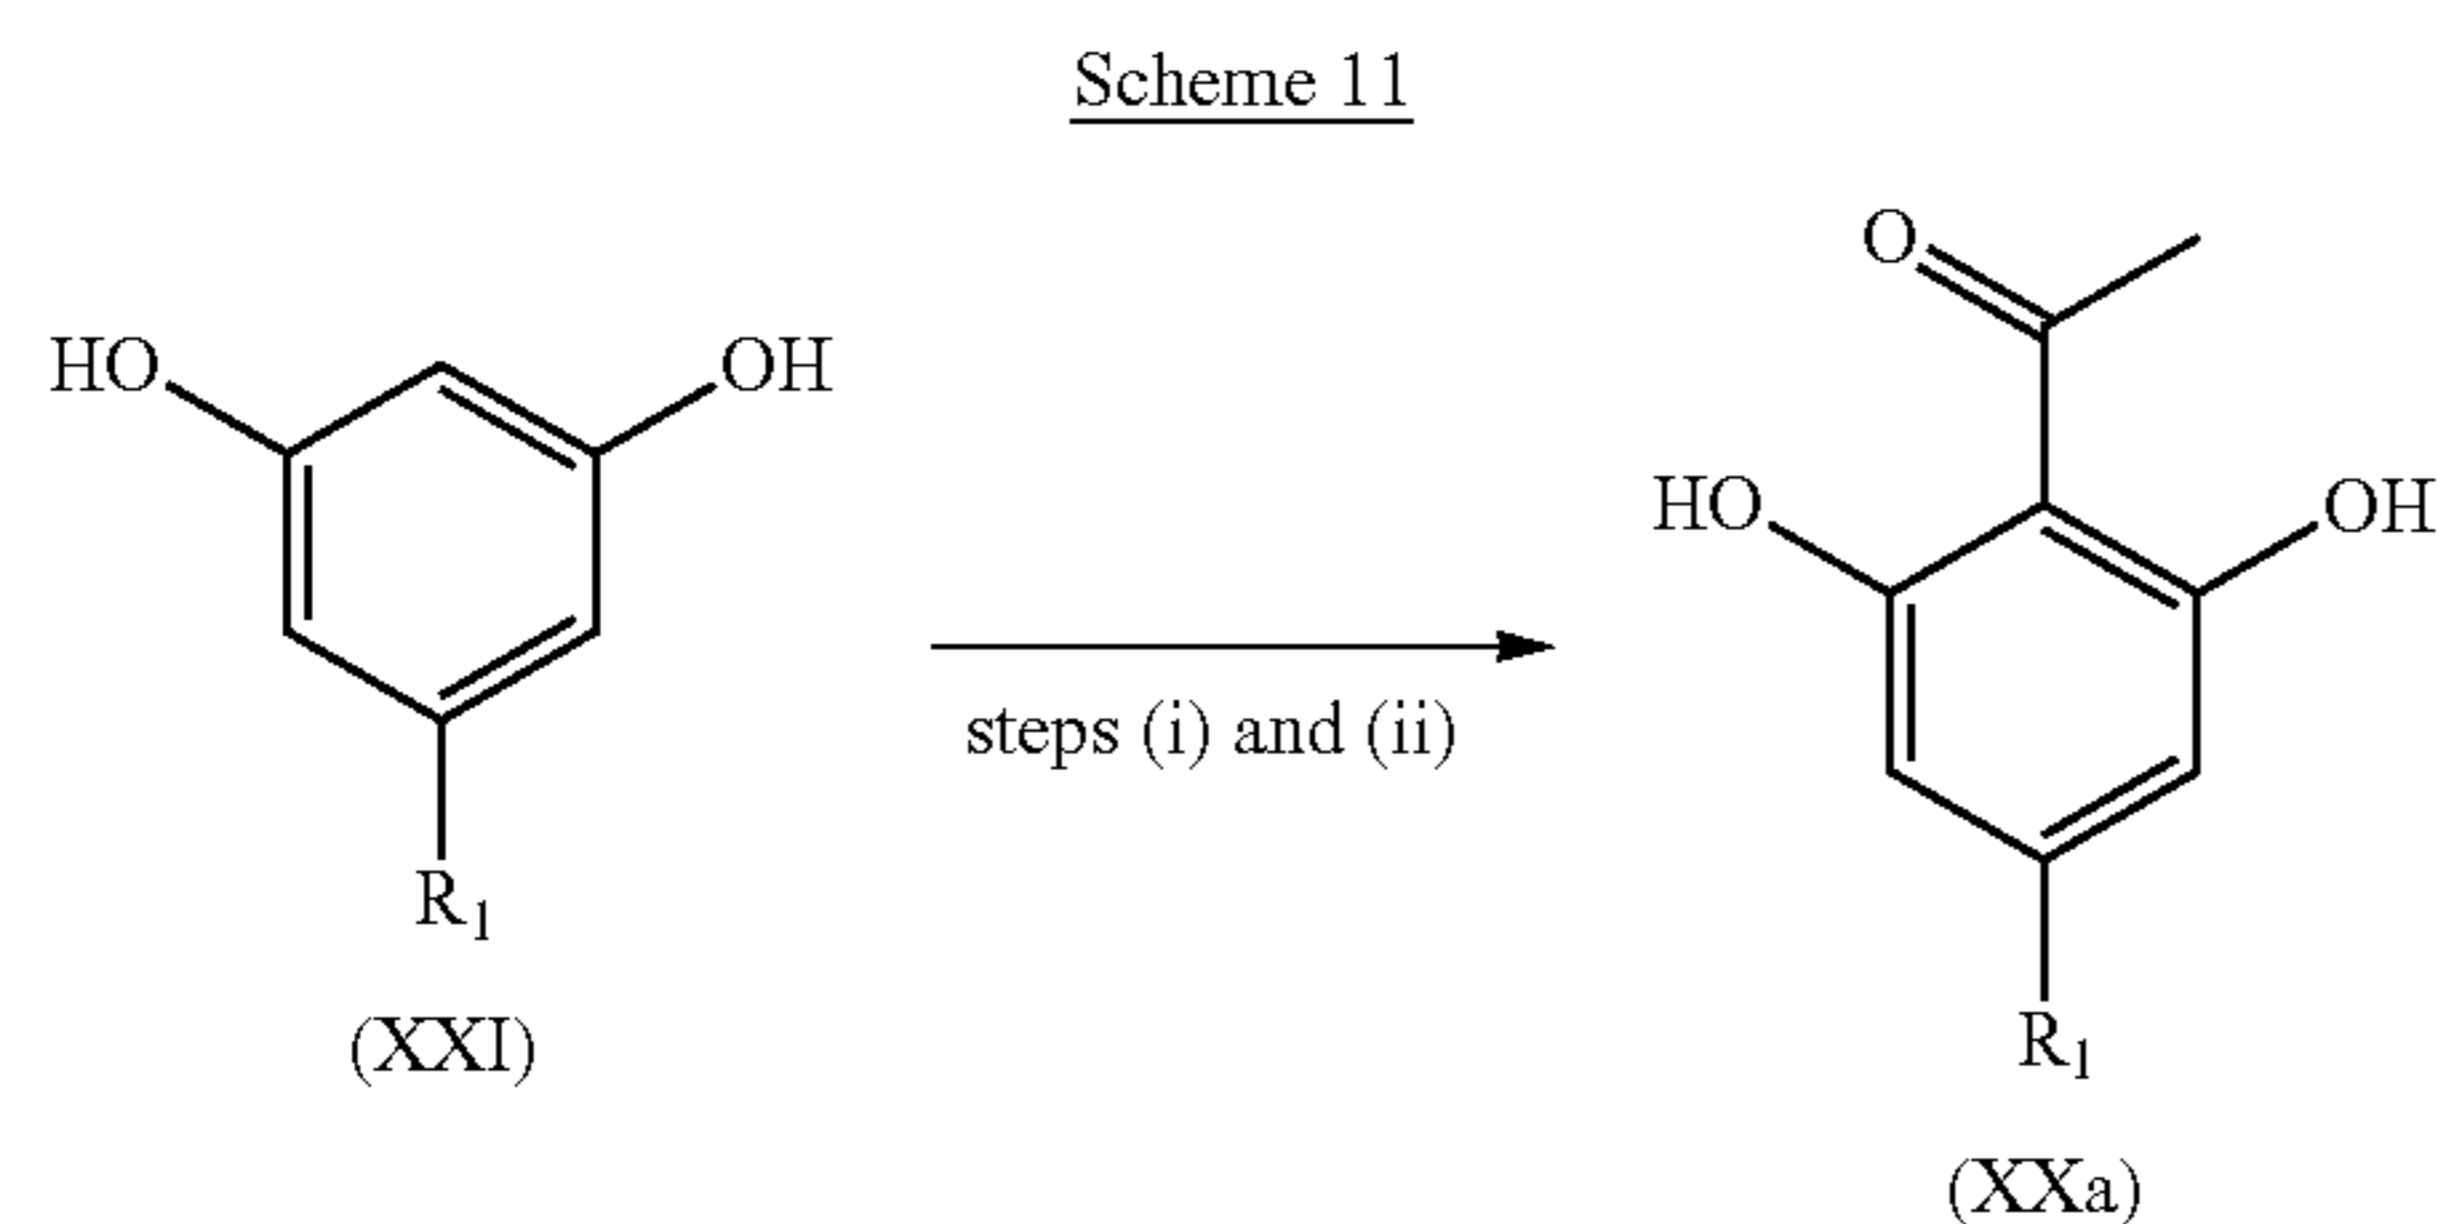 Scheme 11
O
HO OH
HO OH
steps (i) and (ii)
R1
(XXI)
R1
(XXa)